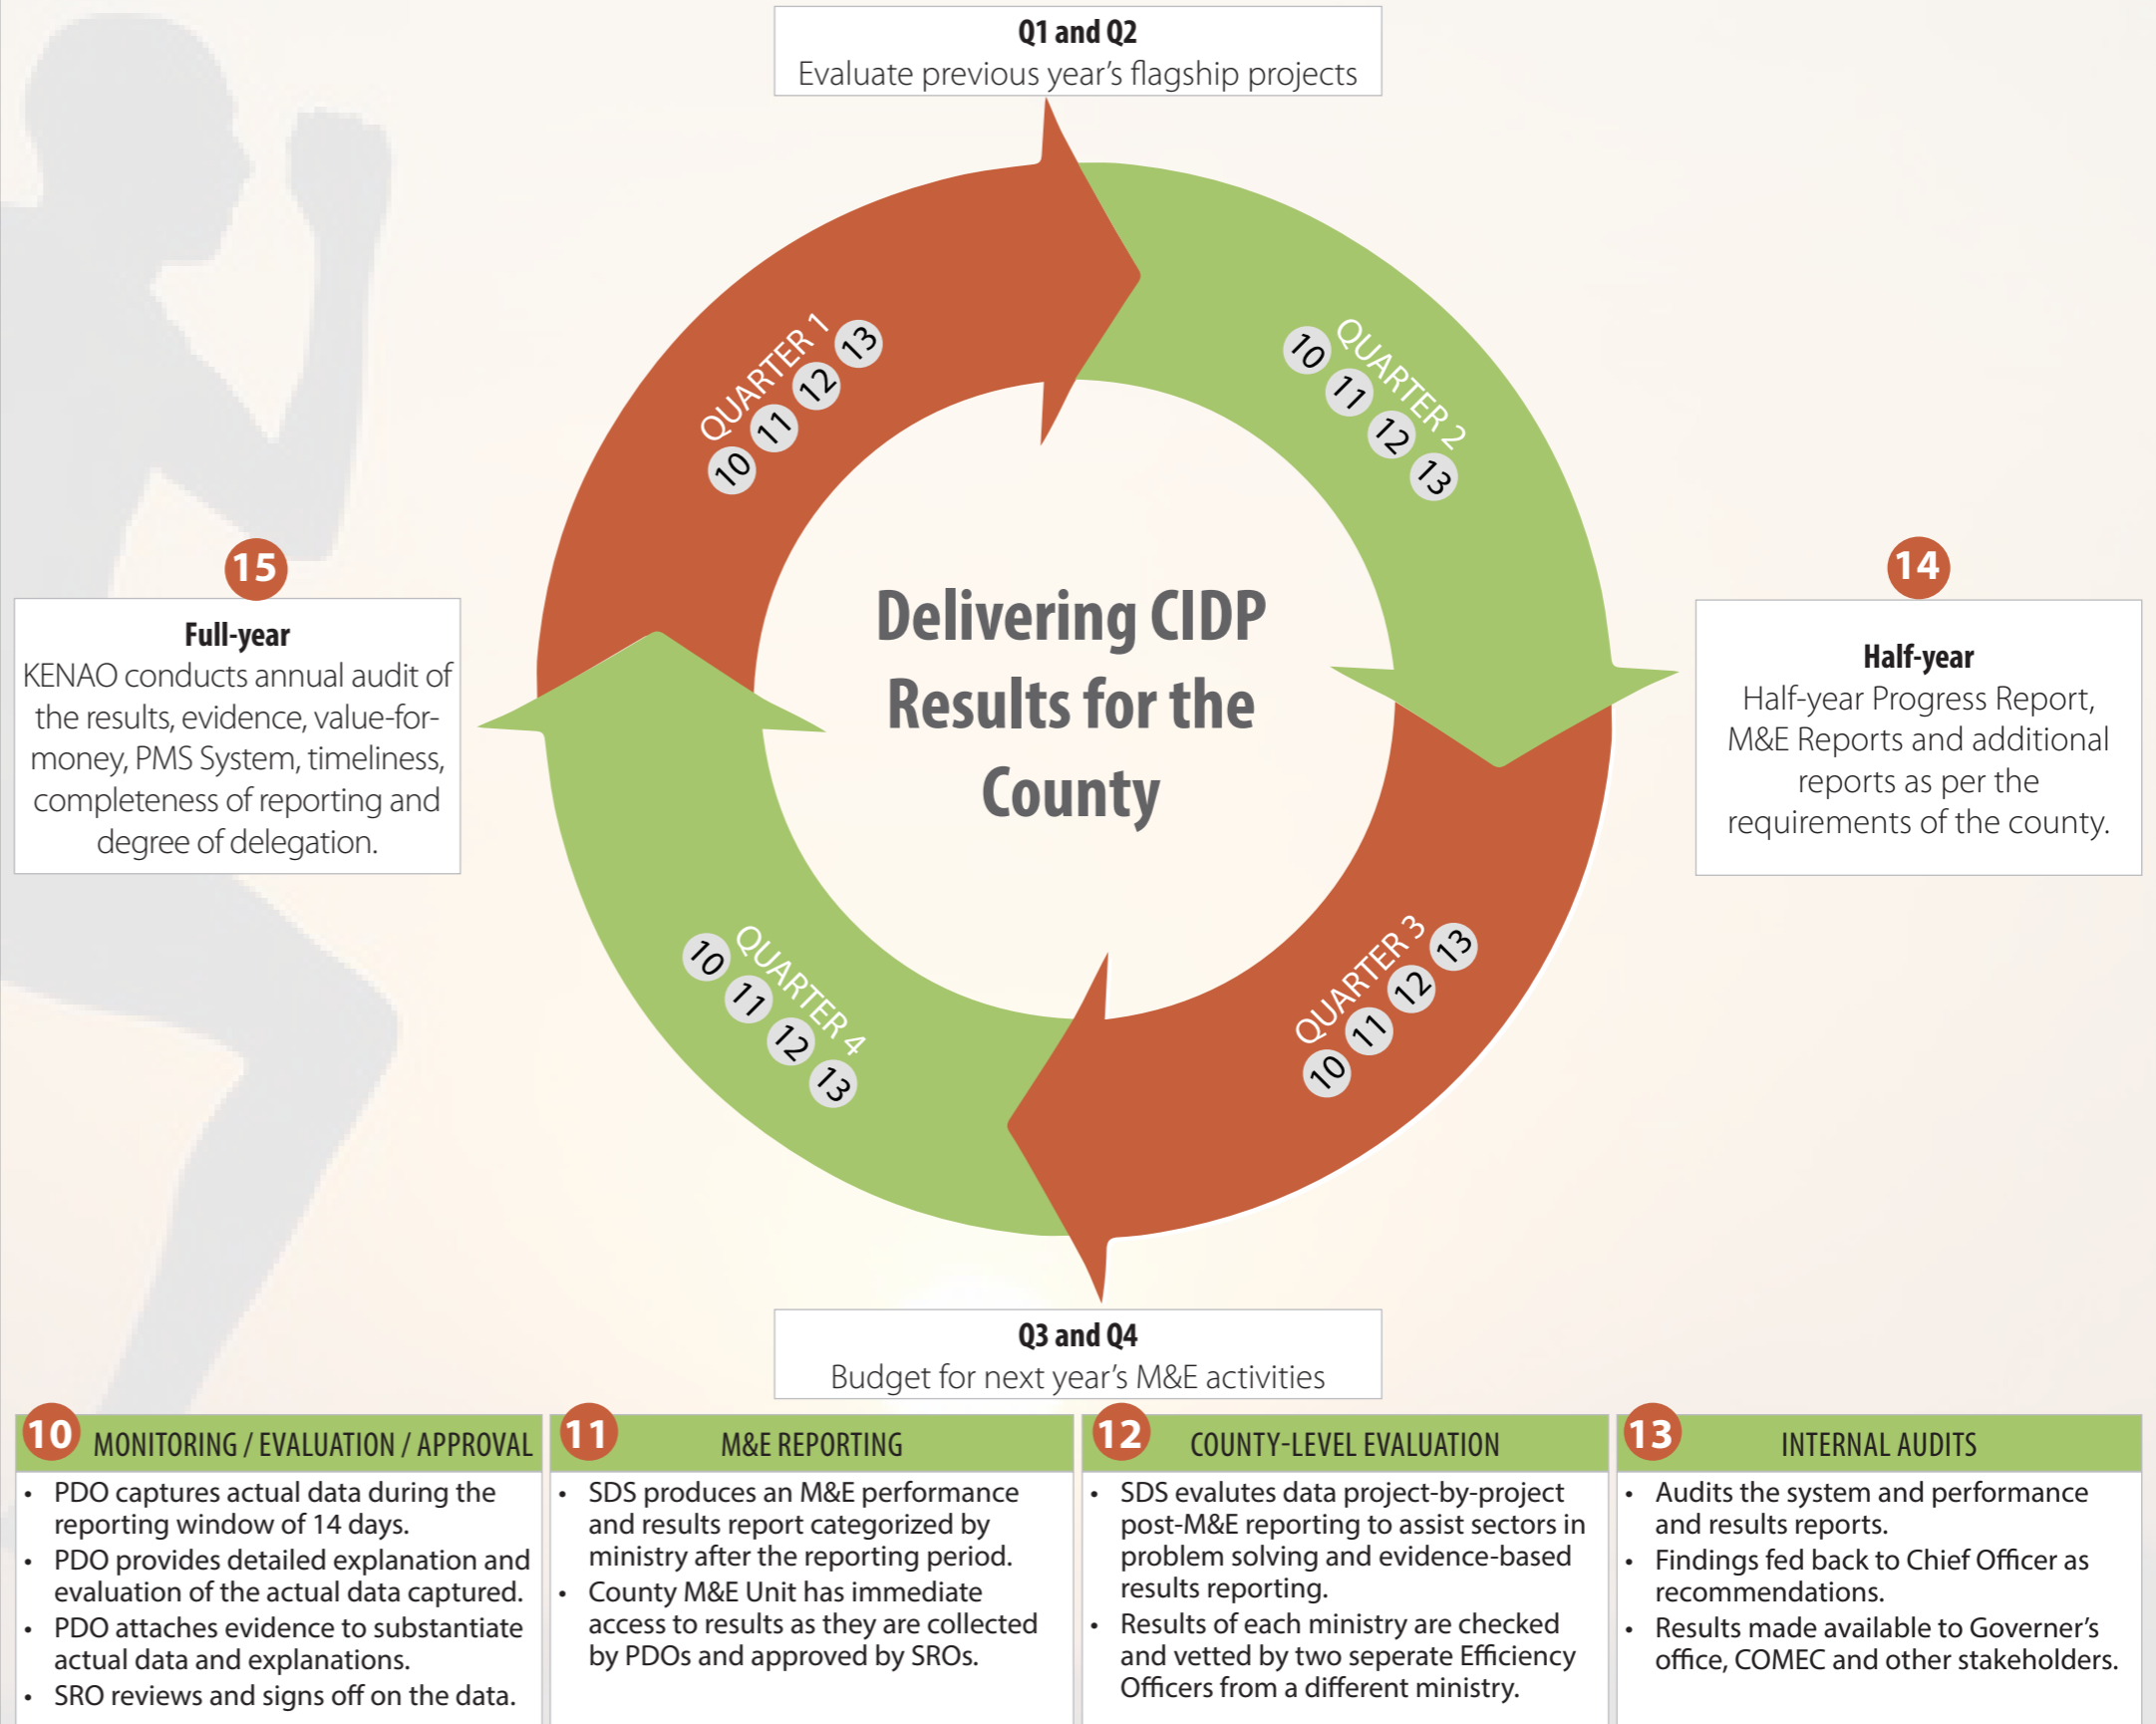 Q1 and Q2
Evaluate previous year's flagship projects
QUARTER 1
10 11 12 13
QUARTER 2
10 11 12 13
15
Full-year
KENAO conducts annual audit of
the results, evidence, value-for-
money, PMS System, timeliness,
completeness of reporting and
degree of delegation.
Delivering CIDP
Results for the
County
14
Half-year
Half-year Progress Report,
M&E Reports and additional
reports as per the
requirements of the county.
QUARTER 4
10 11 12 13
QUARTER 3
10 11 12 13
Q3 and Q4
Budget for next year's M&E activities
10 MONITORING / EVALUATION / APPROVAL
• PDO captures actual data during the
reporting window of 14 days.
• PDO provides detailed explanation and
evaluation of the actual data captured.
• PDO attaches evidence to substantiate
actual data and explanations.
• SRO reviews and signs off on the data.
11 M&E REPORTING
• SDS produces an M&E performance
and results report categorized by
ministry after the reporting period.
• County M&E Unit has immediate
access to results as they are collected
by PDOs and approved by SROs.
12 COUNTY-LEVEL EVALUATION
• SDS evalutes data project-by-project
post-M&E reporting to assist sectors in
problem solving and evidence-based
results reporting.
• Results of each ministry are checked
and vetted by two seperate Efficiency
Officers from a different ministry.
13 INTERNAL AUDITS
• Audits the system and performance
and results reports.
• Findings fed back to Chief Officer as
recommendations.
• Results made available to Governer's
office, COMEC and other stakeholders.